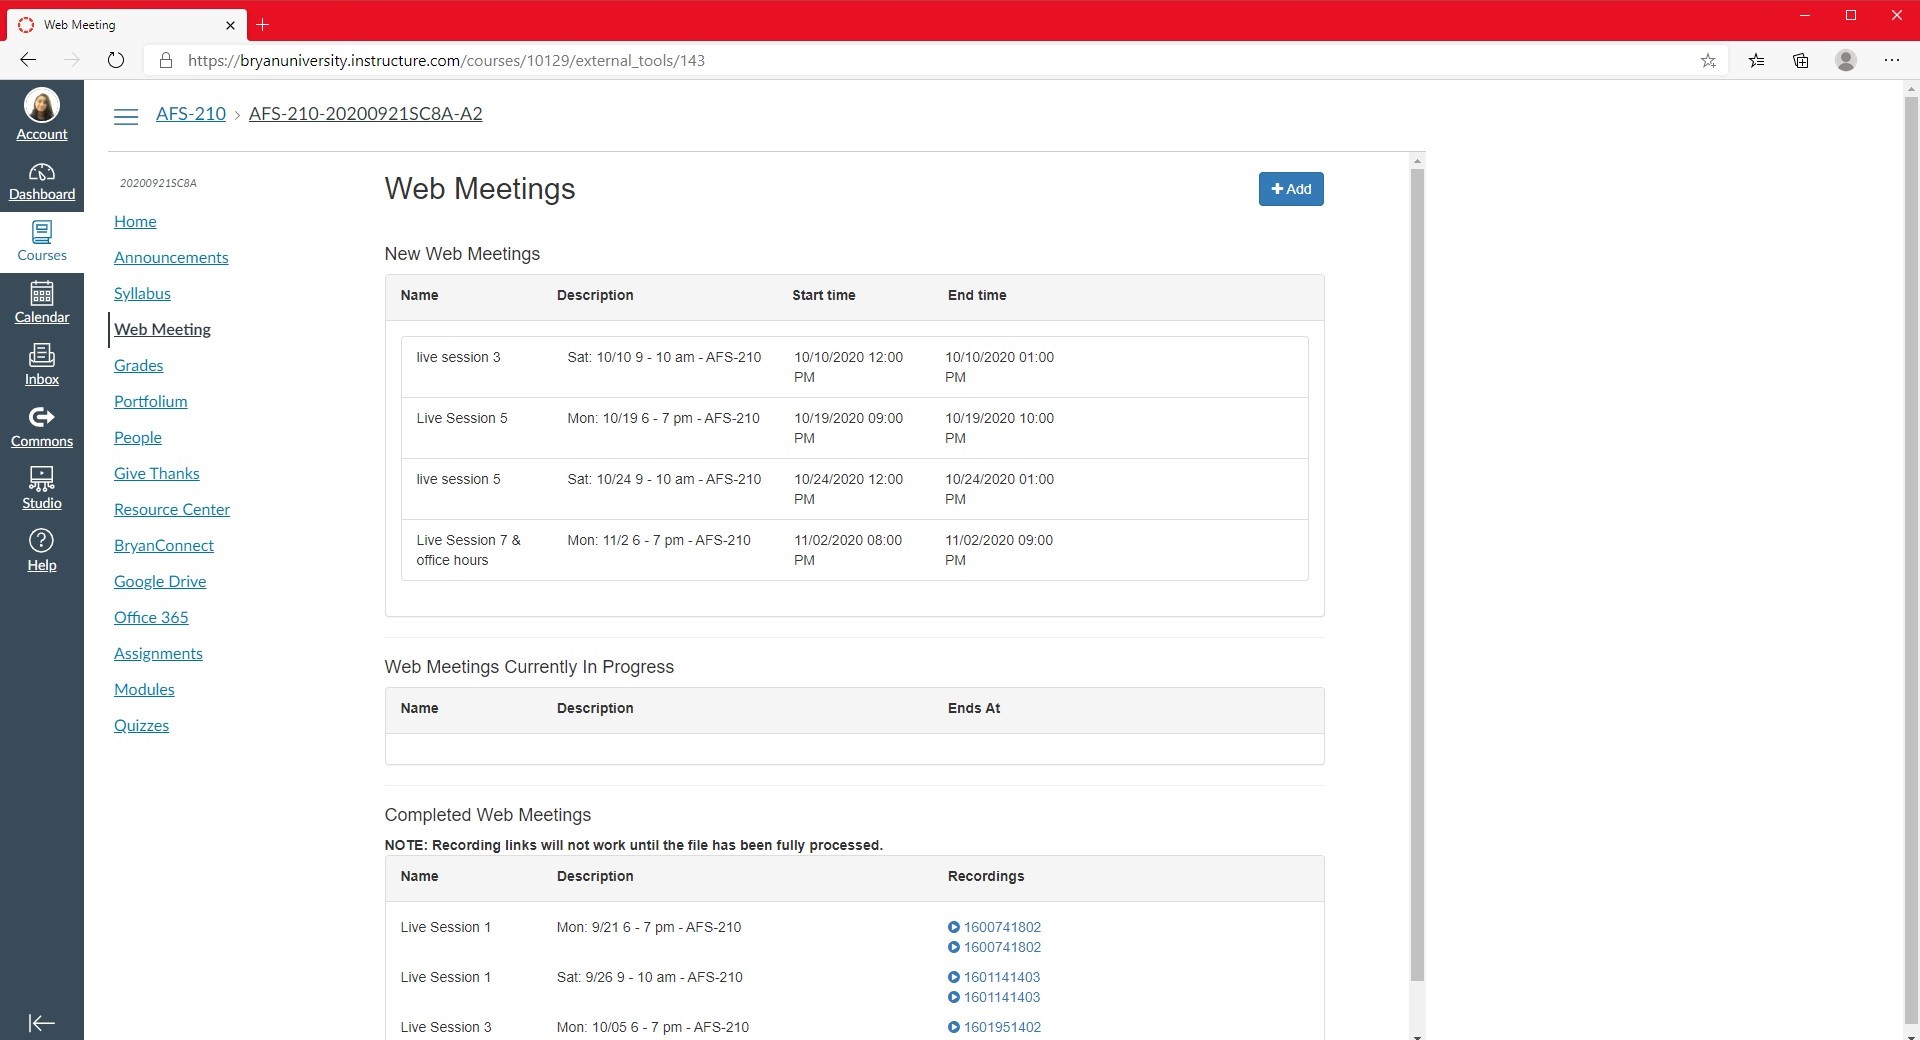 Web Meeting
https://bryanuniversity.instructure.com/courses/10129/external_tools/143
Account
Dashboard
Courses
Calendar
Inbox
Commons
Studio
Help
AFS-210 › AFS-210-20200921SC8A-A2
20200921SC8A
Home
Announcements
Syllabus
Web Meeting
Grades
Portfolium
People
Give Thanks
Resource Center
BryanConnect
Google Drive
Office 365
Assignments
Modules
Quizzes
Web Meetings
Add
New Web Meetings
Name Description Start time End time
live session 3 Sat: 10/10 9 - 10 am - AFS-210 10/10/2020 12:00 10/10/2020 01:00
PM PM
Live Session 5 Mon: 10/19 6 - 7 pm - AFS-210 10/19/2020 09:00 10/19/2020 10:00
PM PM
live session 5 Sat: 10/24 9 - 10 am - AFS-210 10/24/2020 12:00 10/24/2020 01:00
PM PM
Live Session 7 & Mon: 11/2 6 - 7 pm - AFS-210 11/02/2020 08:00 11/02/2020 09:00
office hours PM PM
Web Meetings Currently In Progress
Name Description Ends At
Completed Web Meetings
NOTE: Recording links will not work until the file has been fully processed.
Name Description Recordings
Live Session 1 Mon: 9/21 6 - 7 pm - AFS-210 1600741802
1600741802
Live Session 1 Sat: 9/26 9 - 10 am - AFS-210 1601141403
1601141403
Live Session 3 Mon: 10/05 6 - 7 pm - AFS-210 1601951402